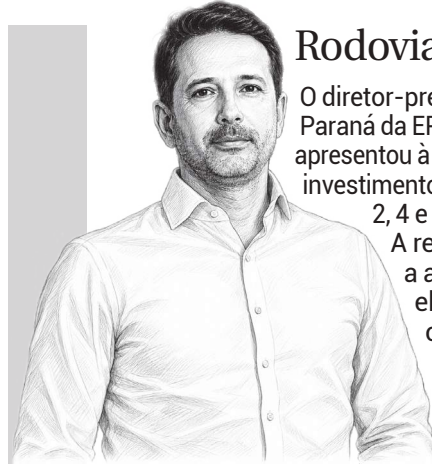 Rodovia
O diretor-pre
Paraná da EP
apresentou à
investimento
2, 4 e
A re
a a
el